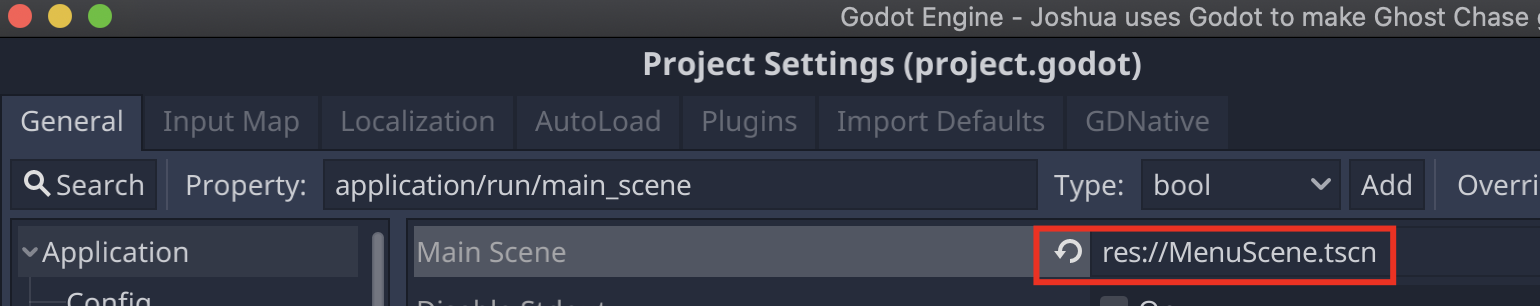 Godot Engine - Joshua uses Godot to make Ghost Chase
Project Settings (project.godot)
General Input Map Localization AutoLoad Plugins Import Defaults GDNative
Search Property: application/run/main_scene Type: bool Add Overri
Application Main Scene res://MenuScene.tscn
Config